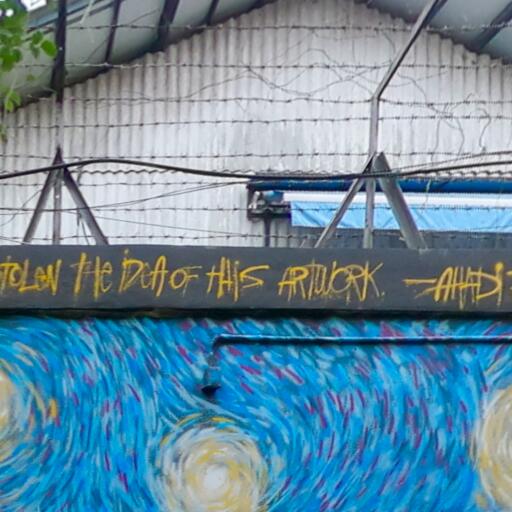 TOLEN THE IDEA OF THIS ARTWORK. =AHADI=